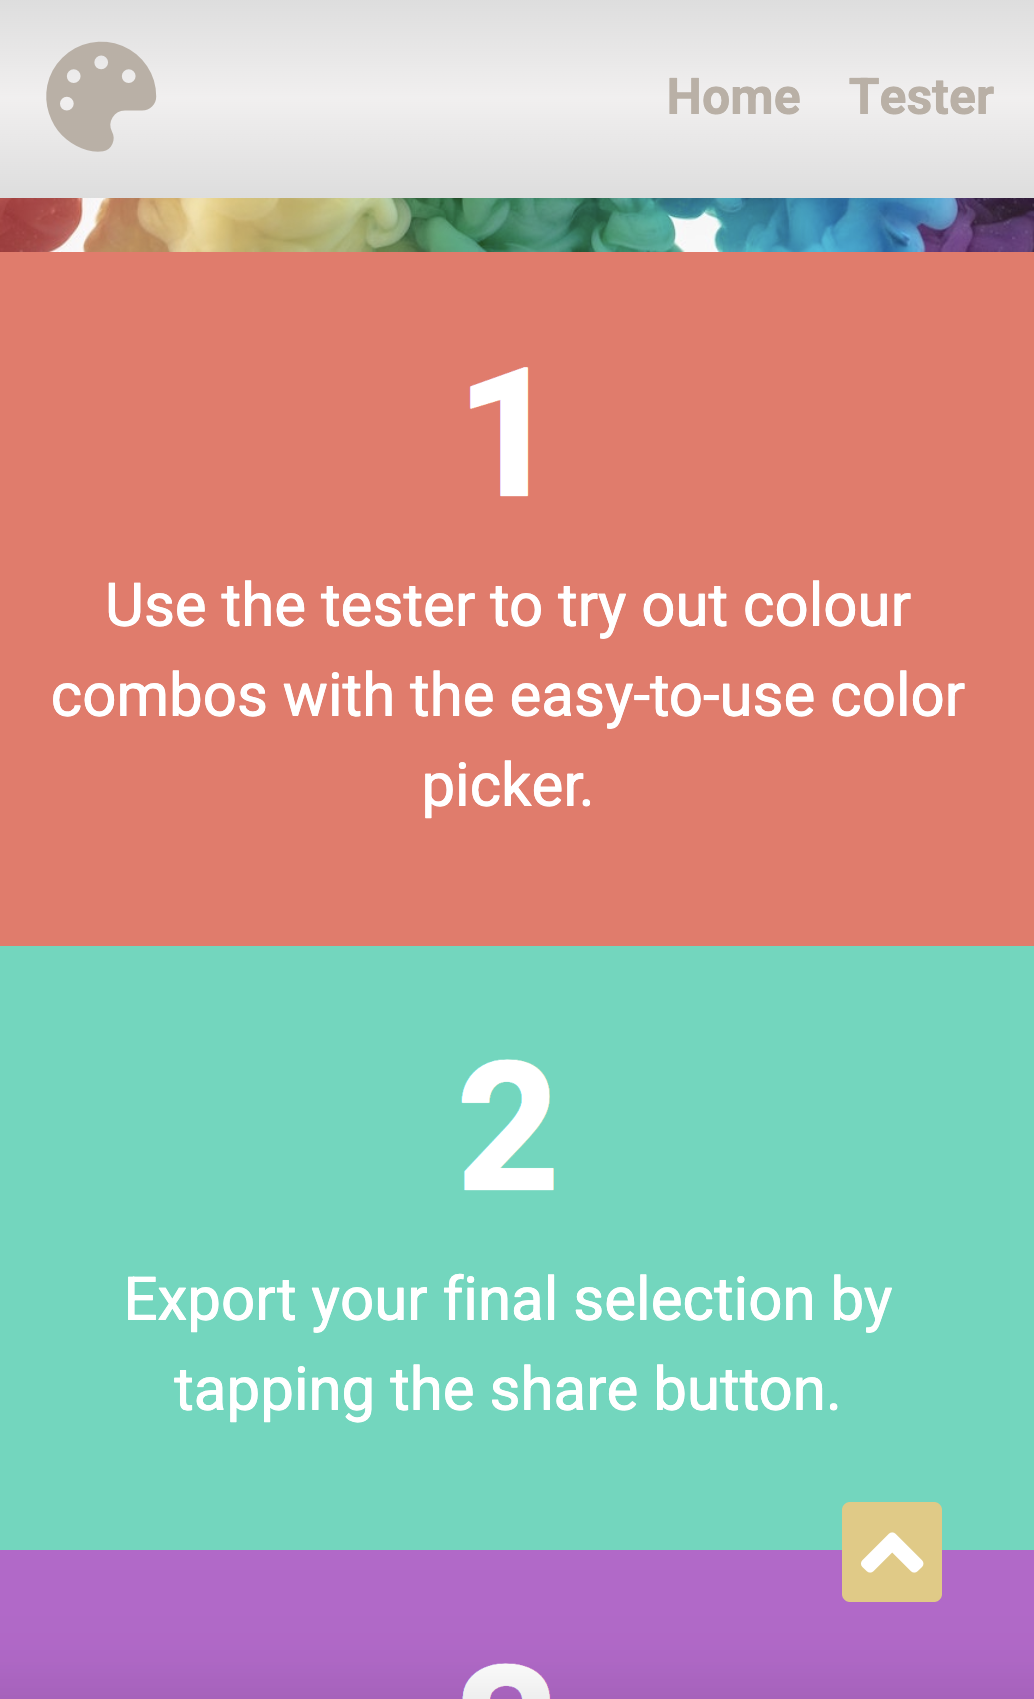 Home Tester
1
Use the tester to try out colour
combos with the easy-to-use color
picker.
2
Export your final selection by
tapping the share button.